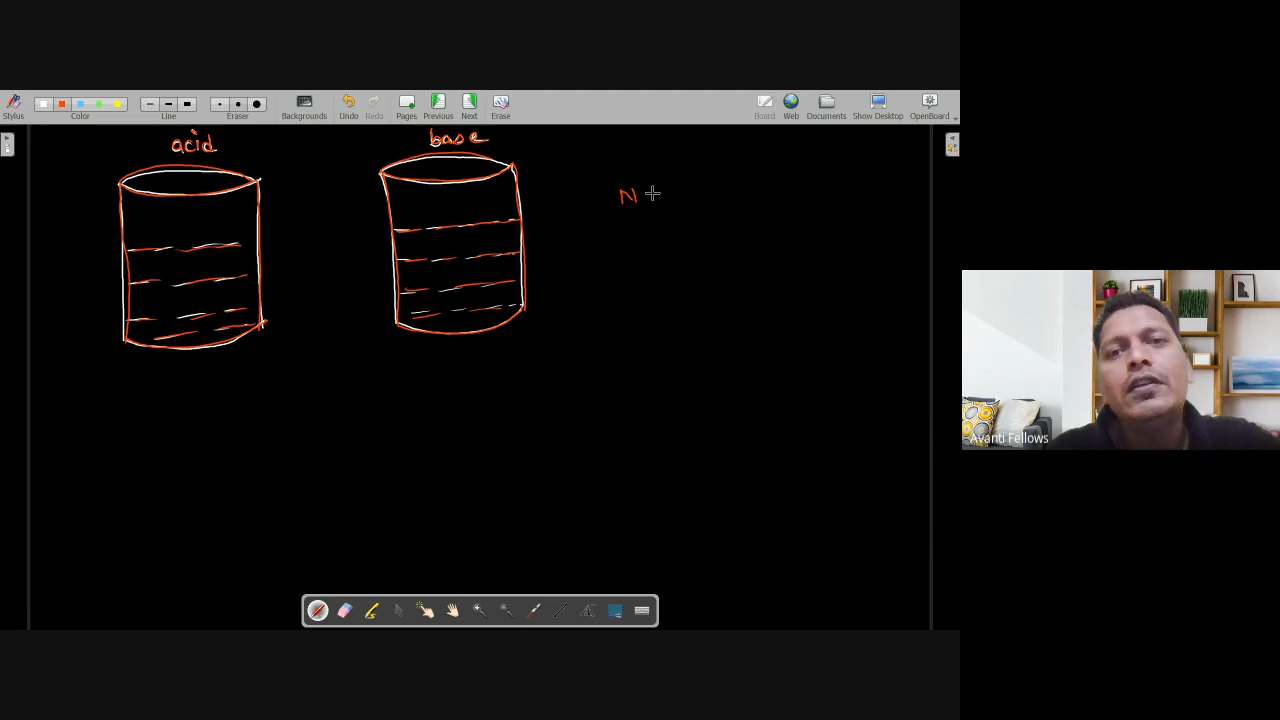 Stylus
Color
Line
Eraser
Backgrounds
Undo
Redo
Pages
Previous
Next
Erase
Board
Web
Documents
Show Desktop
OpenBoard
acid
base
N
Avanti Fellows